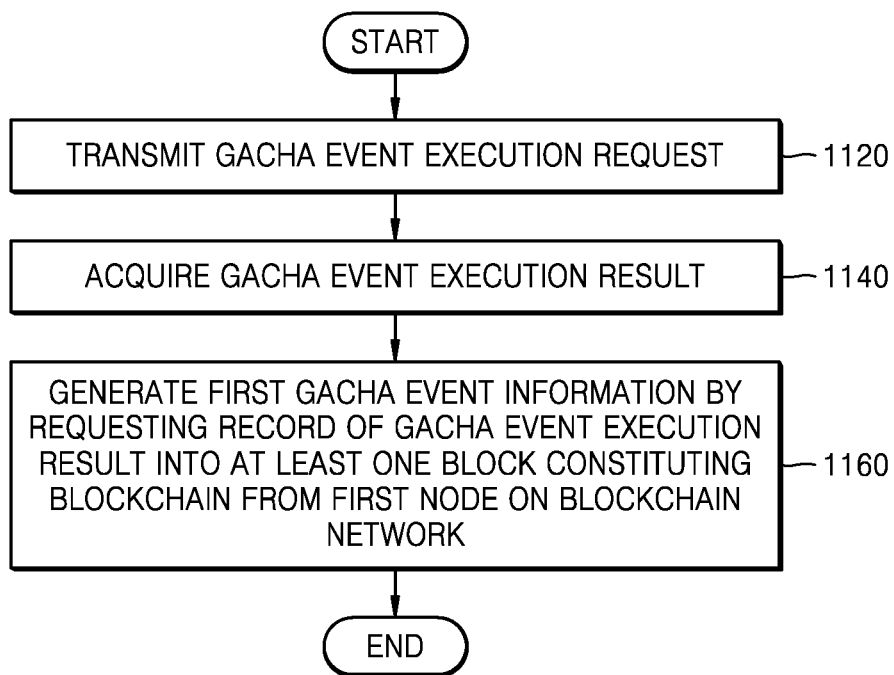 START
TRANSMIT GACHA EVENT EXECUTION REQUEST
1120
ACQUIRE GACHA EVENT EXECUTION RESULT
1140
GENERATE FIRST GACHA EVENT INFORMATION BY
REQUESTING RECORD OF GACHA EVENT EXECUTION
RESULT INTO AT LEAST ONE BLOCK CONSTITUTING
BLOCKCHAIN FROM FIRST NODE ON BLOCKCHAIN
NETWORK
1160
END